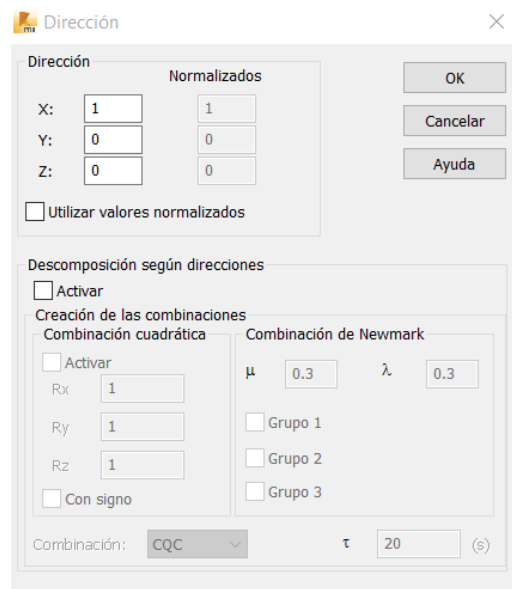 Dirección
Dirección
Normalizados
OK
X: 1 1
Cancelar
Y: 0 0
Z: 0 0
Ayuda
Utilizar valores normalizados
Descomposición según direcciones
Activar
Creación de las combinaciones
Combinación cuadrática
Activar
Rx 1
Ry 1
Rz 1
Con signo
Combinación de Newmark
μ 0.3 λ 0.3
Grupo 1
Grupo 2
Grupo 3
Combinación: CQC τ 20 (s)